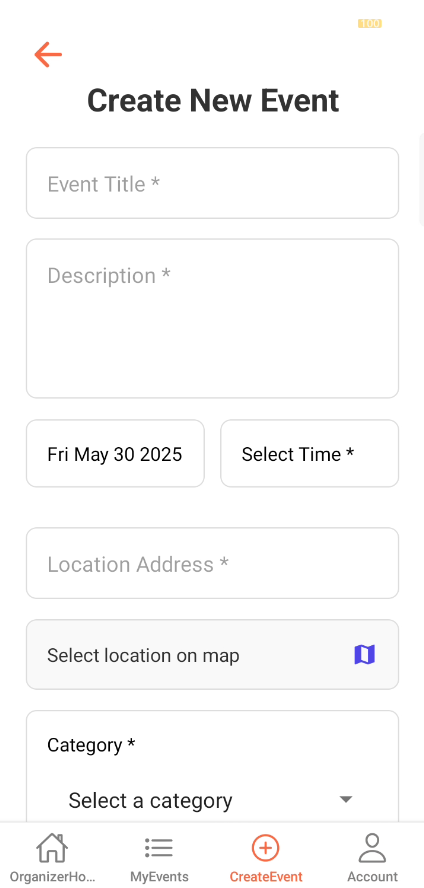 100
Create New Event
Event Title *
Description *
Fri May 30 2025
Select Time *
Location Address *
Select location on map
Category *
Select a category
OrganizerHo...
MyEvents
CreateEvent
Account